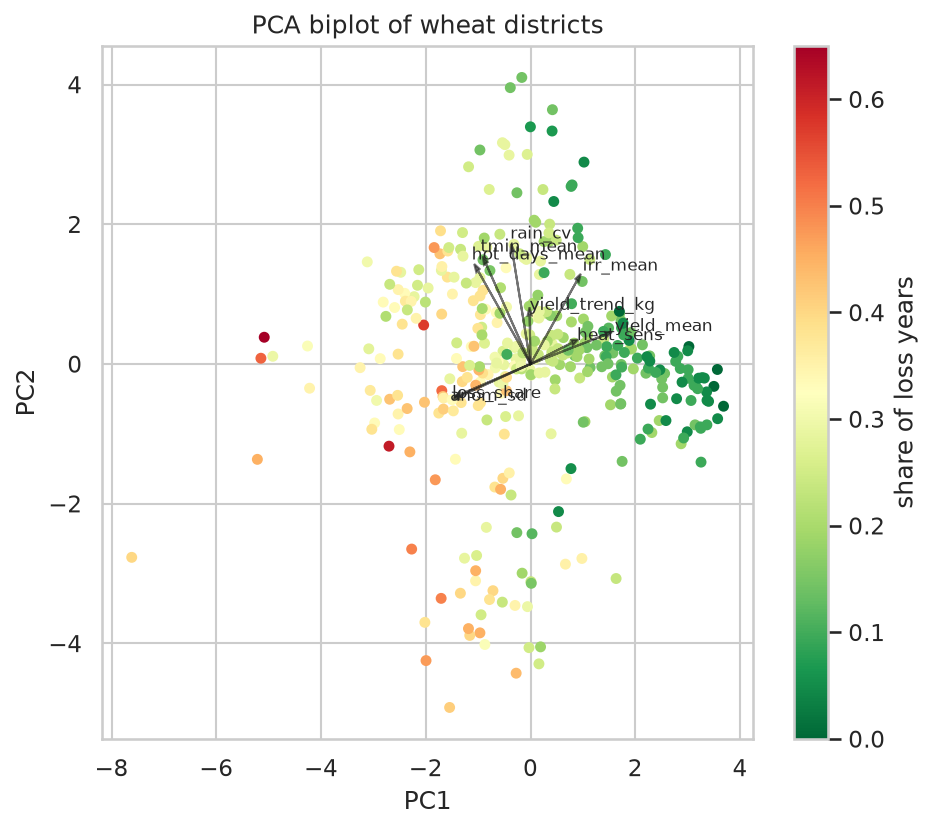 PCA biplot of wheat districts
4
2
0
−2
−4
PC2
rain_cv
tmin_mean
hot_days_mean
irr_mean
yield_trend_kg
yield_mean
heat_sens
loss_share
anom_sd
−8
−6
−4
−2
0
2
4
PC1
0.6
0.5
0.4
0.3
0.2
0.1
0.0
share of loss years